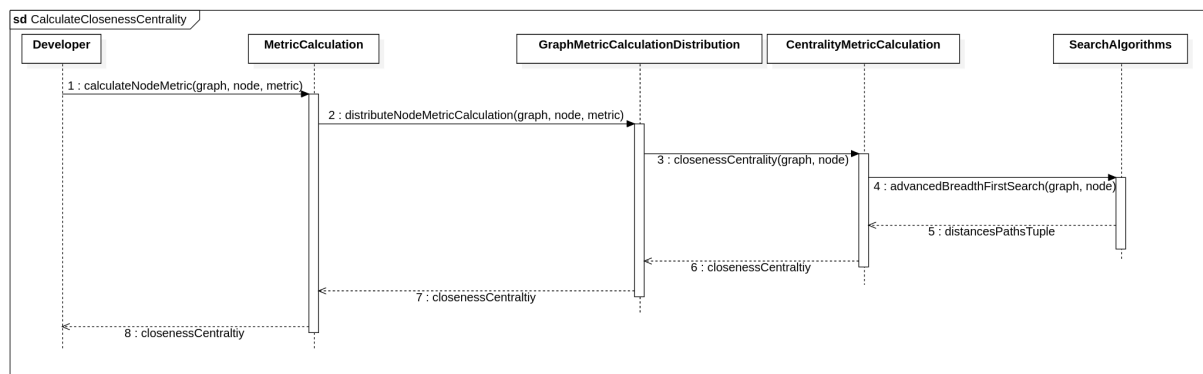 sd CalculateClosenessCentrality
Developer
MetricCalculation
GraphMetricCalculationDistribution
CentralityMetricCalculation
SearchAlgorithms
1 : calculateNodeMetric(graph, node, metric)
2 : distributeNodeMetricCalculation(graph, node, metric)
3 : closenessCentrality(graph, node)
4 : advancedBreadthFirstSearch(graph, node)
5 : distancesPathsTuple
6 : closenessCentraltiy
7 : closenessCentraltiy
8 : closenessCentraltiy